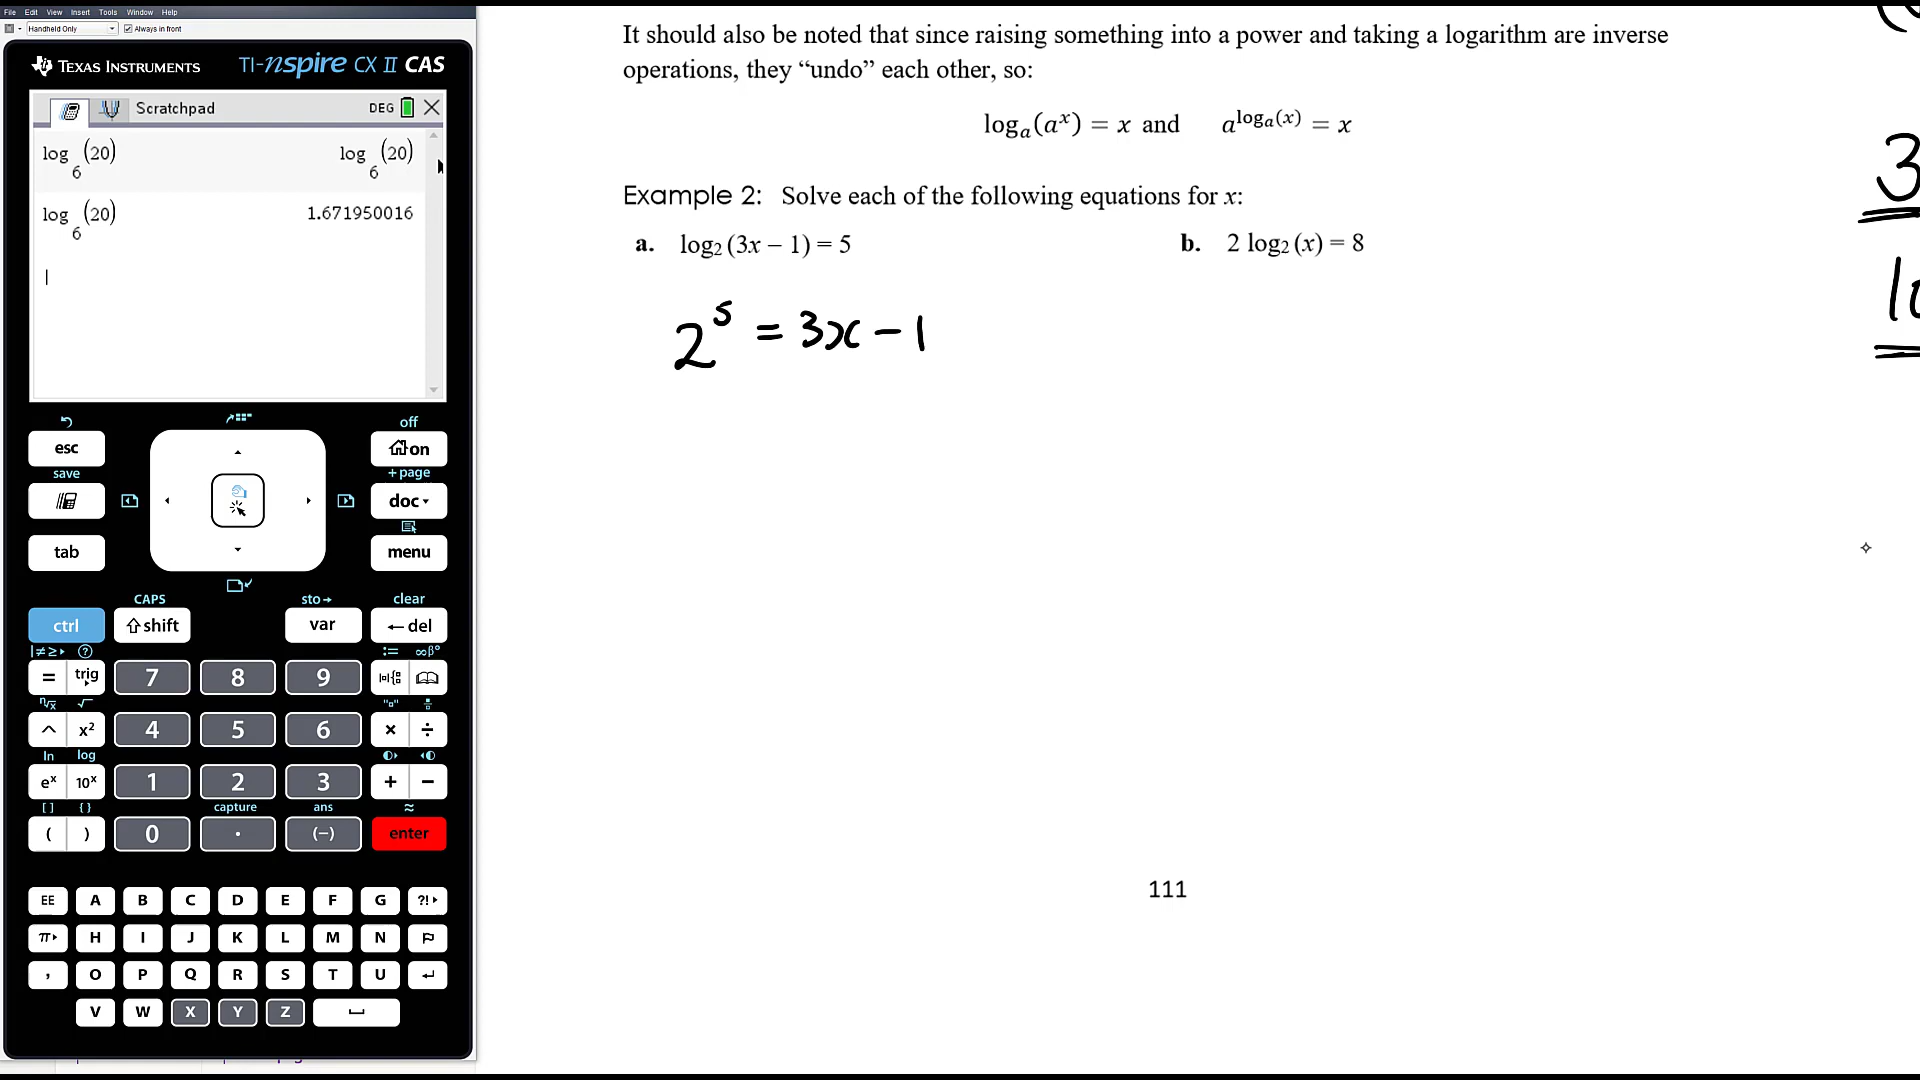 File Edit View Insert Tools Window Help
Handheld Only Always in front
TEXAS INSTRUMENTS TI-nspire CX II CAS
Scratchpad DEG
log₆(20) log₆(20)
log₆(20) 1.671950016
off
esc on
save + page
doc
tab menu
CAPS sto→ clear
ctrl ⇧shift var ←del
|≠≥▸ ? := ∞β°
= trig 7 8 9
ⁿ√x √ "▫"
^ x² 4 5 6 × ÷
ln log
eˣ 10ˣ 1 2 3 + −
[ ] { } capture ans ≈
( ) 0 . (−) enter
EE A B C D E F G ?!▸
π▸ H I J K L M N
, O P Q R S T U ↵
V W X Y Z
It should also be noted that since raising something into a power and taking a logarithm are inverse
operations, they “undo” each other, so:
logₐ(aˣ) = x and a^(logₐ(x)) = x
Example 2: Solve each of the following equations for x:
a. log₂ (3x – 1) = 5 b. 2 log₂ (x) = 8
2⁵ = 3x − 1
111
3